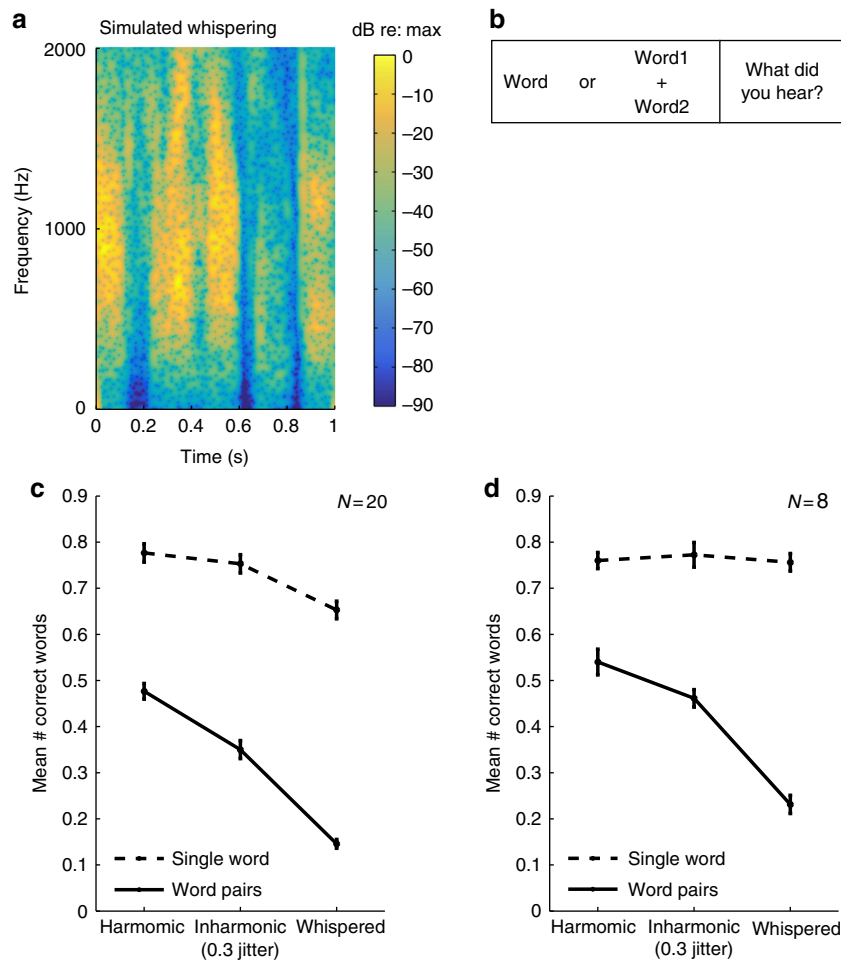 a
Simulated whispering
dB re: max
2000
1000
0
Frequency (Hz)
0 0.2 0.4 0.6 0.8 1
Time (s)
0
–10
–20
–30
–40
–50
–60
–70
–80
–90
b
Word or Word1 + Word2
What did
you hear?
c
N=20
0.9
0.8
0.7
0.6
0.5
0.4
0.3
0.2
0.1
0
Mean # correct words
Single word
Word pairs
Harmomic Inharmonic Whispered
(0.3 jitter)
d
N=8
0.9
0.8
0.7
0.6
0.5
0.4
0.3
0.2
0.1
0
Mean # correct words
Single word
Word pairs
Harmomic Inharmonic Whispered
(0.3 jitter)